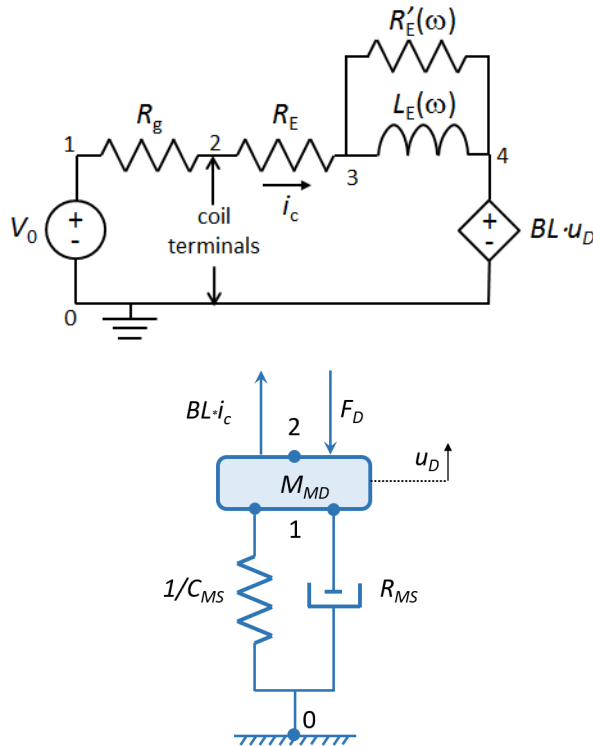 R′E(ω)
Rg
RE
LE(ω)
1
2
3
4
ic
V0
+
-
coil
terminals
+
-
BL·uD
0
BL·ic
FD
2
uD
MMD
1
1/CMS
RMS
0